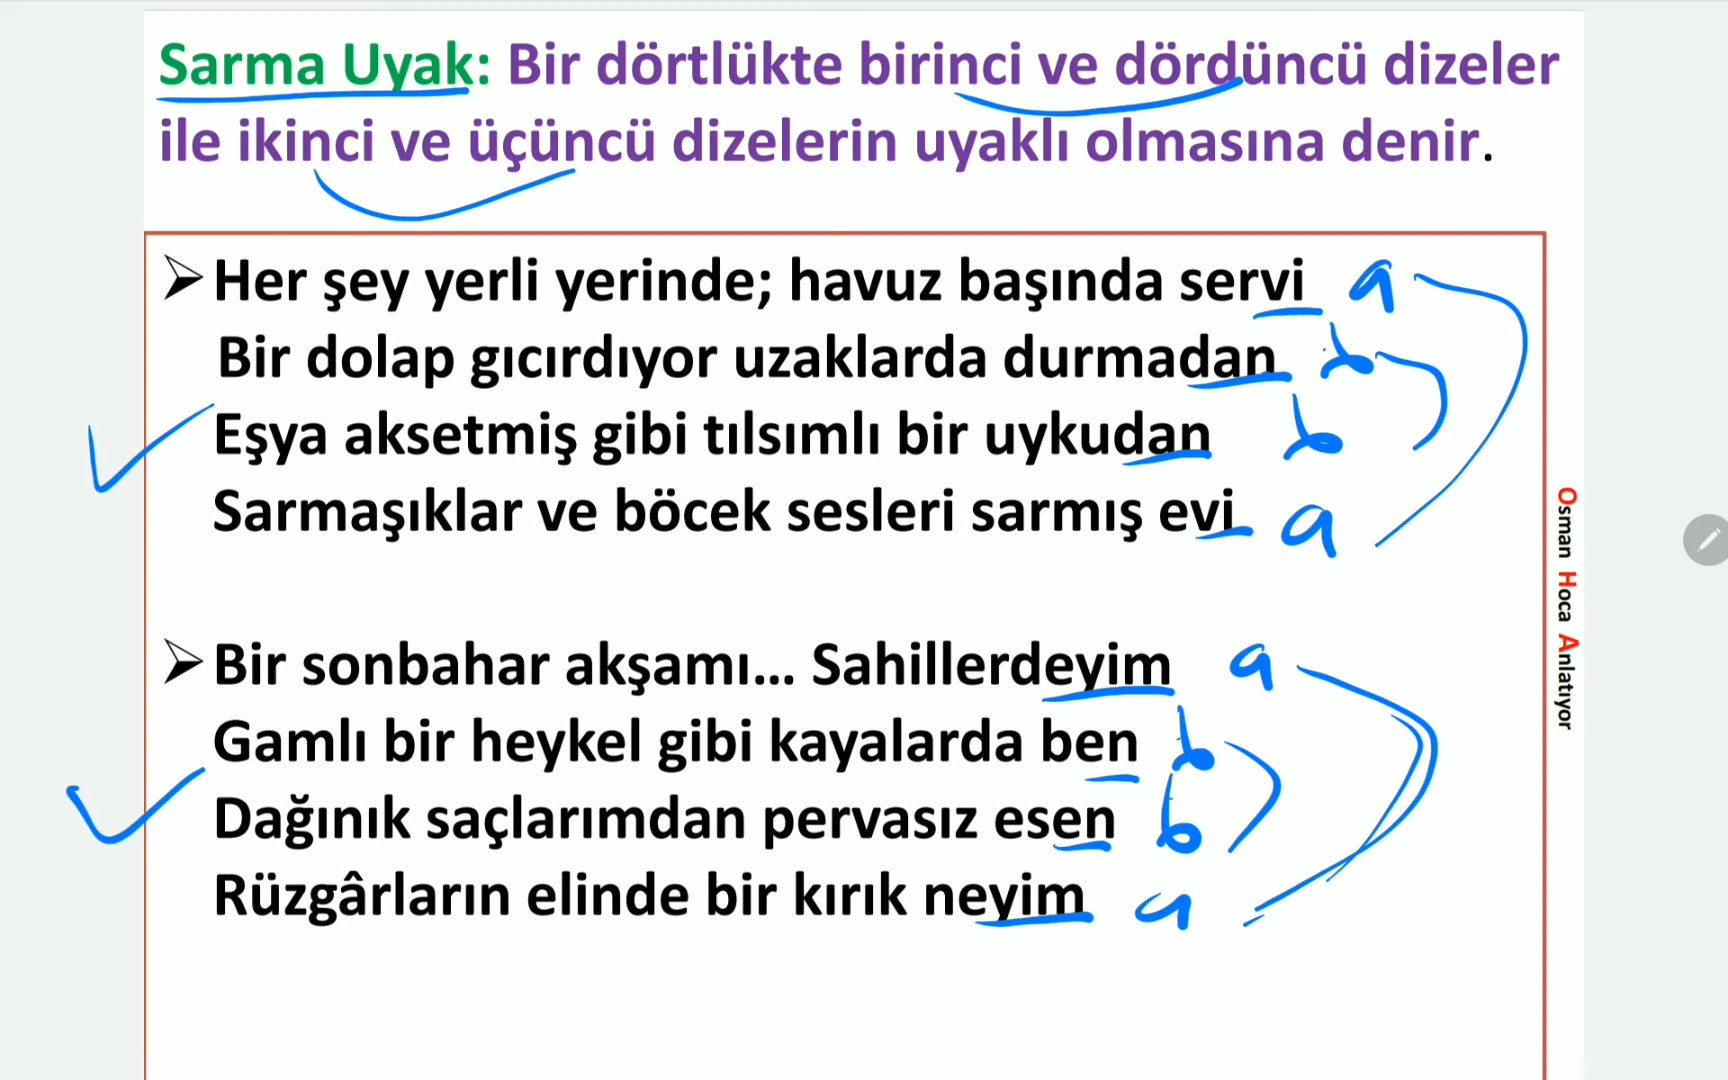 Sarma Uyak: Bir dörtlükte birinci ve dördüncü dizeler
ile ikinci ve üçüncü dizelerin uyaklı olmasına denir.
➢Her şey yerli yerinde; havuz başında servi a
Bir dolap gıcırdıyor uzaklarda durmadan b
Eşya aksetmiş gibi tılsımlı bir uykudan b
Sarmaşıklar ve böcek sesleri sarmış evi a
➢Bir sonbahar akşamı... Sahillerdeyim a
Gamlı bir heykel gibi kayalarda ben b
Dağınık saçlarımdan pervasız esen b
Rüzgârların elinde bir kırık neyim a
Osman Hoca Anlatıyor